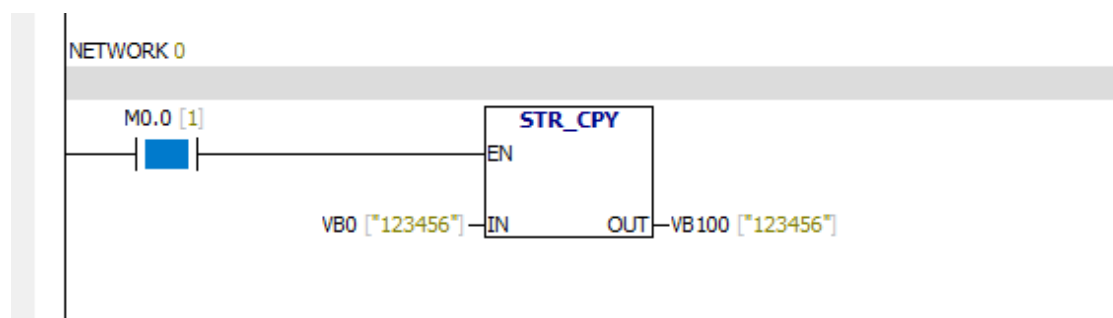 NETWORK 0
M0.0 [1]
STR_CPY
EN
VB0 ["123456"] IN OUT VB100 ["123456"]